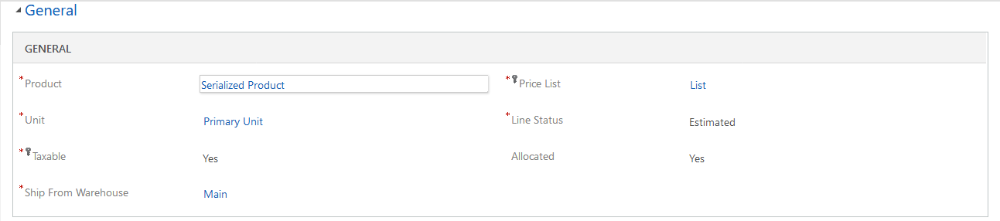 General
GENERAL
* Product Serialized Product * Price List List
* Unit Primary Unit * Line Status Estimated
* Taxable Yes Allocated Yes
* Ship From Warehouse Main